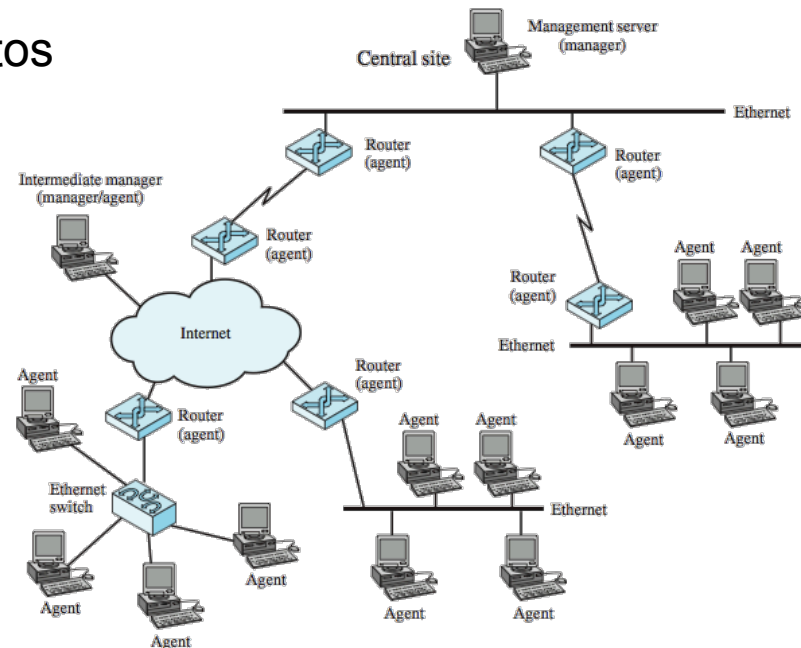 tos
Management server
(manager)
Central site
Ethernet
Router
(agent)
Router
(agent)
Intermediate manager
(manager/agent)
Router
(agent)
Agent
Agent
Router
(agent)
Internet
Ethernet
Router
(agent)
Agent
Router
(agent)
Agent
Agent
Agent
Agent
Ethernet
switch
Ethernet
Agent
Agent
Agent
Agent
Agent
Agent